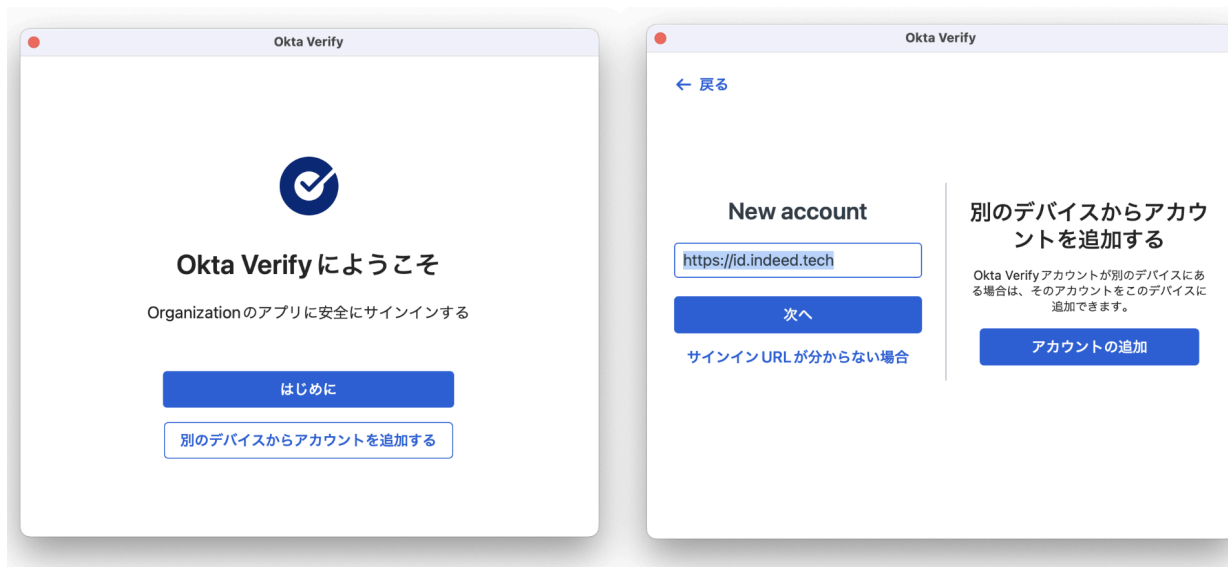 Okta Verify
Okta Verifyにようこそ
Organizationのアプリに安全にサインインする
はじめに
別のデバイスからアカウントを追加する
Okta Verify
← 戻る
New account
https://id.indeed.tech
次へ
サインインURLが分からない場合
別のデバイスからアカウ
ントを追加する
Okta Verifyアカウントが別のデバイスにあ
る場合は、そのアカウントをこのデバイスに
追加できます。
アカウントの追加